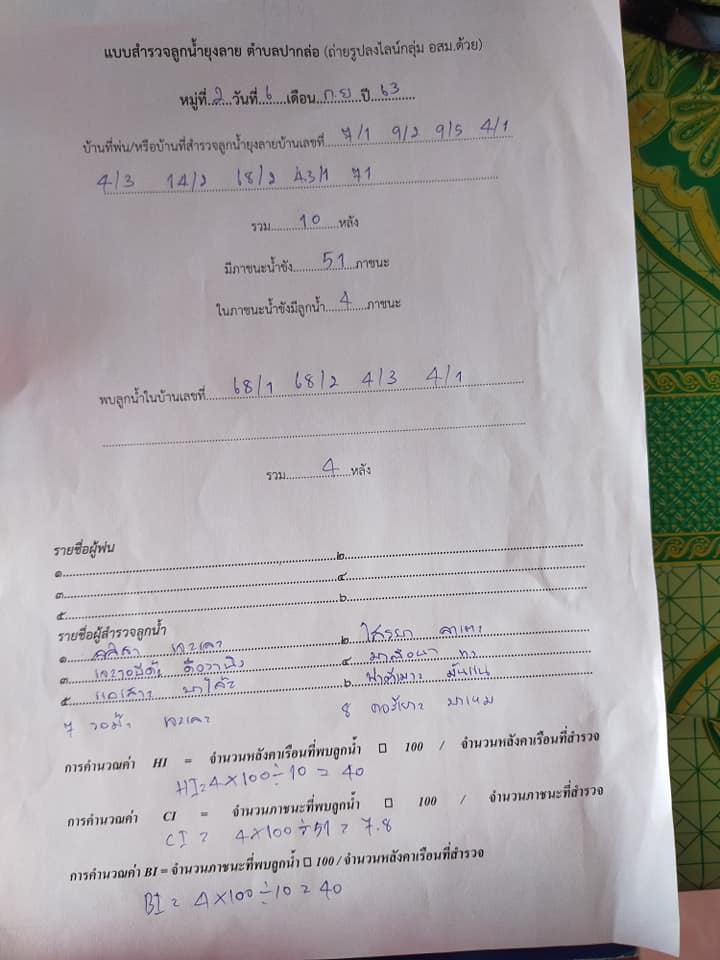 แบบสำรวจลูกน้ำยุงลาย ตำบลปากล่อ (ถ่ายรูปลงไลน์กลุ่ม อสม.ด้วย)
หมู่ที่ 2 วันที่ 6 เดือน ก.ย ปี 63
บ้านที่พ่น/หรือบ้านที่สำรวจลูกน้ำยุงลายบ้านเลขที่ 7/1 9/2 9/5 4/1
4/3 14/2 68/2 43/1 71
รวม 10 หลัง
มีภาชนะน้ำขัง 51 ภาชนะ
ในภาชนะน้ำขังมีลูกน้ำ 4 ภาชนะ
พบลูกน้ำในบ้านเลขที่ 68/1 68/2 4/3 4/1
รวม 4 หลัง
รายชื่อผู้พ่น
๑ ๒
๓ ๔
๕ ๖
รายชื่อผู้สำรวจลูกน้ำ
๑ ๒
๓ ๔
๕ ๖
7 8
การคำนวณค่า HI = จำนวนหลังคาเรือนที่พบลูกน้ำ □ 100 / จำนวนหลังคาเรือนที่สำรวจ
HI = 4×100÷10 = 40
การคำนวณค่า CI = จำนวนภาชนะที่พบลูกน้ำ □ 100 / จำนวนภาชนะที่สำรวจ
CI = 4×100÷51 = 7.8
การคำนวณค่า BI = จำนวนภาชนะที่พบลูกน้ำ □ 100 / จำนวนหลังคาเรือนที่สำรวจ
BI = 4×100÷10 = 40